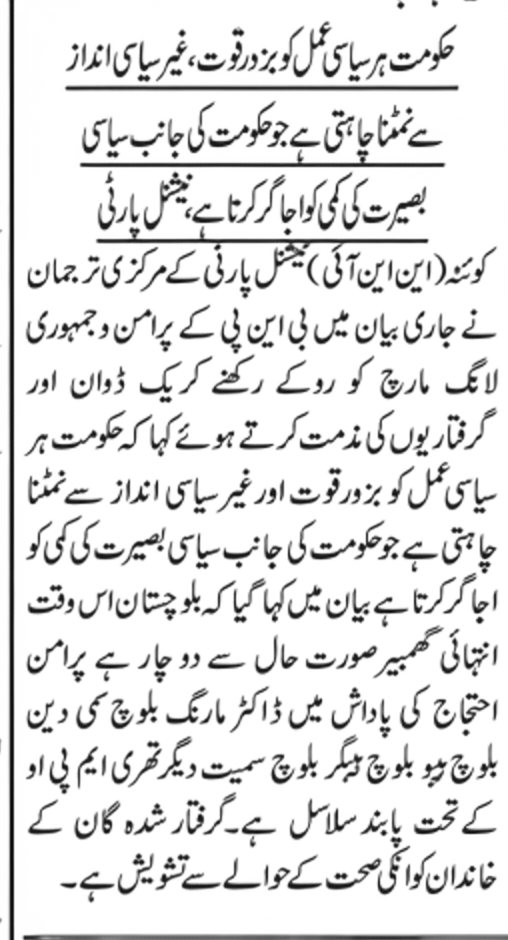 حکومت ہر سیاسی عمل کو بزور قوت، غیر سیاسی انداز
سے نمٹنا چاہتی ہے جو حکومت کی جانب سیاسی
بصیرت کی کمی کو اجاگر کرتا ہے، نیشنل پارٹی
کوئٹہ (این این آئی) نیشنل پارٹی کے مرکزی ترجمان
نے جاری بیان میں بی این پی کے پرامن و جمہوری
لانگ مارچ کو روکے رکھنے کریک ڈوان اور
گرفتاریوں کی مذمت کرتے ہوئے کہا کہ حکومت ہر
سیاسی عمل کو بزور قوت اور غیر سیاسی انداز سے نمٹنا
چاہتی ہے جو حکومت کی جانب سیاسی بصیرت کی کمی کو
اجاگر کرتا ہے بیان میں کہا گیا کہ بلوچستان اس وقت
انتہائی گھمبیر صورت حال سے دو چار ہے پرامن
احتجاج کی پاداش میں ڈاکٹر مارنگ بلوچ سمی دین
بلوچ بیبو بلوچ بیبگر بلوچ سمیت دیگر تھری ایم پی او
کے تحت پابند سلاسل ہے۔ گرفتار شدہ گان کے
خاندان کو انکی صحت کے حوالے سے تشویش ہے۔